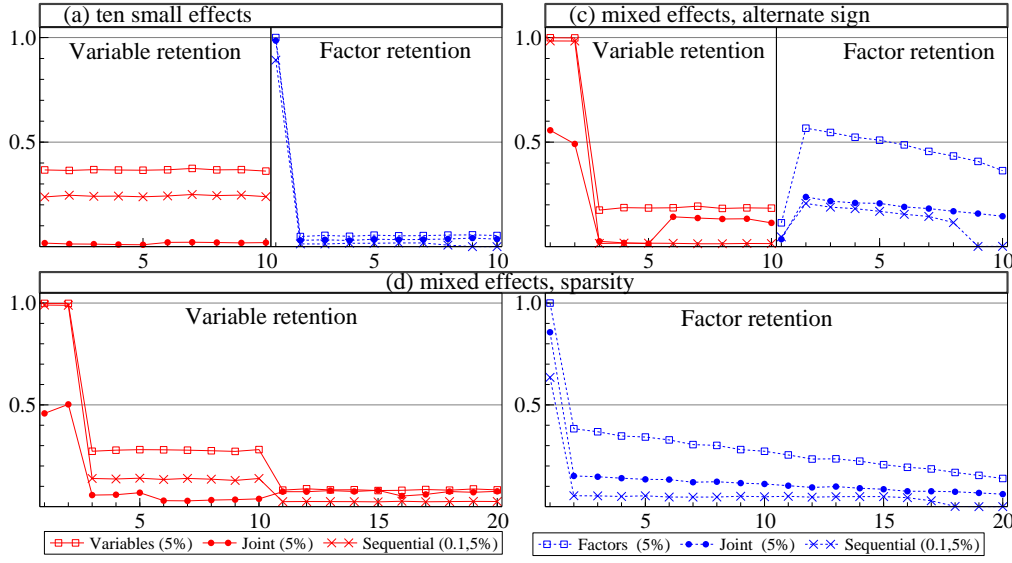 (a) ten small effects
(c) mixed effects, alternate sign
1.0 Variable retention Factor retention
1.0 Variable retention Factor retention
0.5
0.5
5 10 5 10
5 10 5 10
(d) mixed effects, sparsity
1.0 Variable retention
1.0 Factor retention
0.5
0.5
5 10 15 20
5 10 15 20
Variables (5%) Joint (5%) Sequential (0.1,5%)
Factors (5%) Joint (5%) Sequential (0.1,5%)